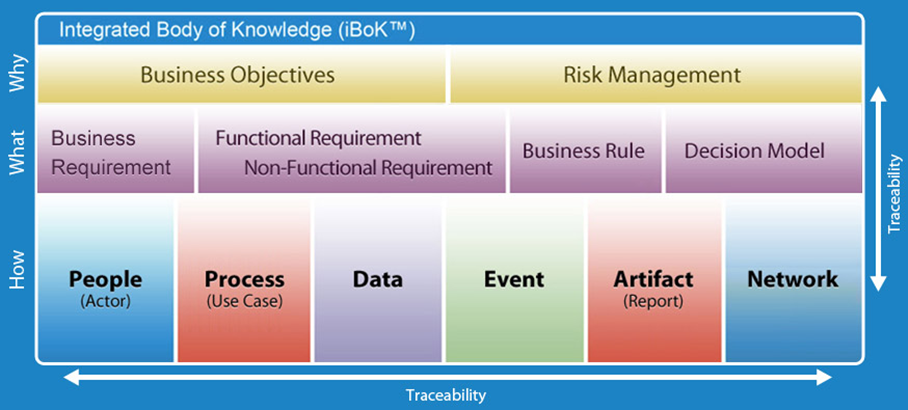 Integrated Body of Knowledge (iBoK™)
Why
Business Objectives
Risk Management
What
Business
Requirement
Functional Requirement
Non-Functional Requirement
Business Rule
Decision Model
Traceability
How
People
(Actor)
Process
(Use Case)
Data
Event
Artifact
(Report)
Network
Traceability